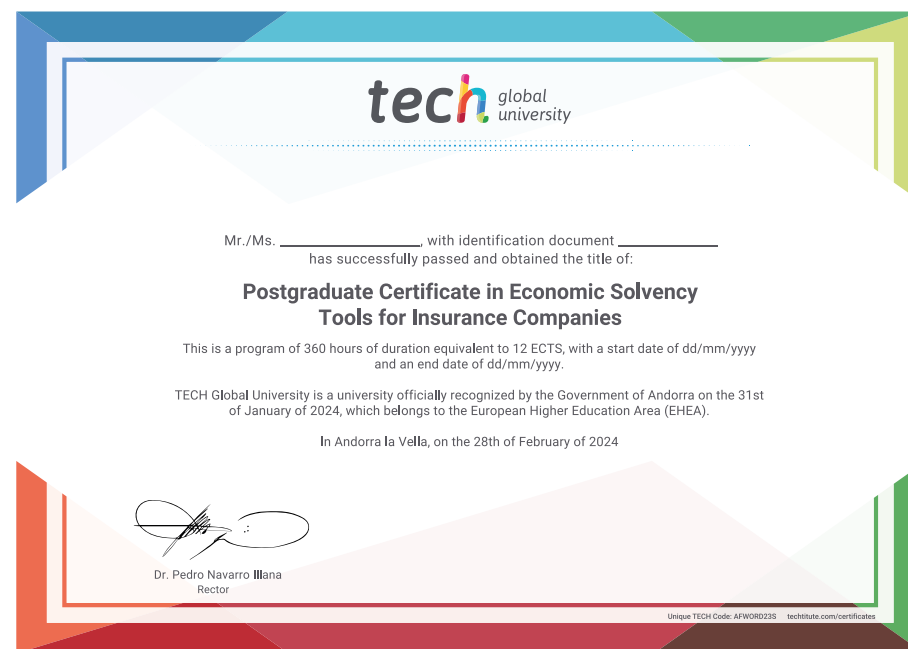 tech global university
Mr./Ms. ____________________, with identification document ______________
has successfully passed and obtained the title of:
Postgraduate Certificate in Economic Solvency
Tools for Insurance Companies
This is a program of 360 hours of duration equivalent to 12 ECTS, with a start date of dd/mm/yyyy
and an end date of dd/mm/yyyy.
TECH Global University is a university officially recognized by the Government of Andorra on the 31st
of January of 2024, which belongs to the European Higher Education Area (EHEA).
In Andorra la Vella, on the 28th of February of 2024
Dr. Pedro Navarro Illana
Rector
Unique TECH Code: AFWORD23S techtitute.com/certificates